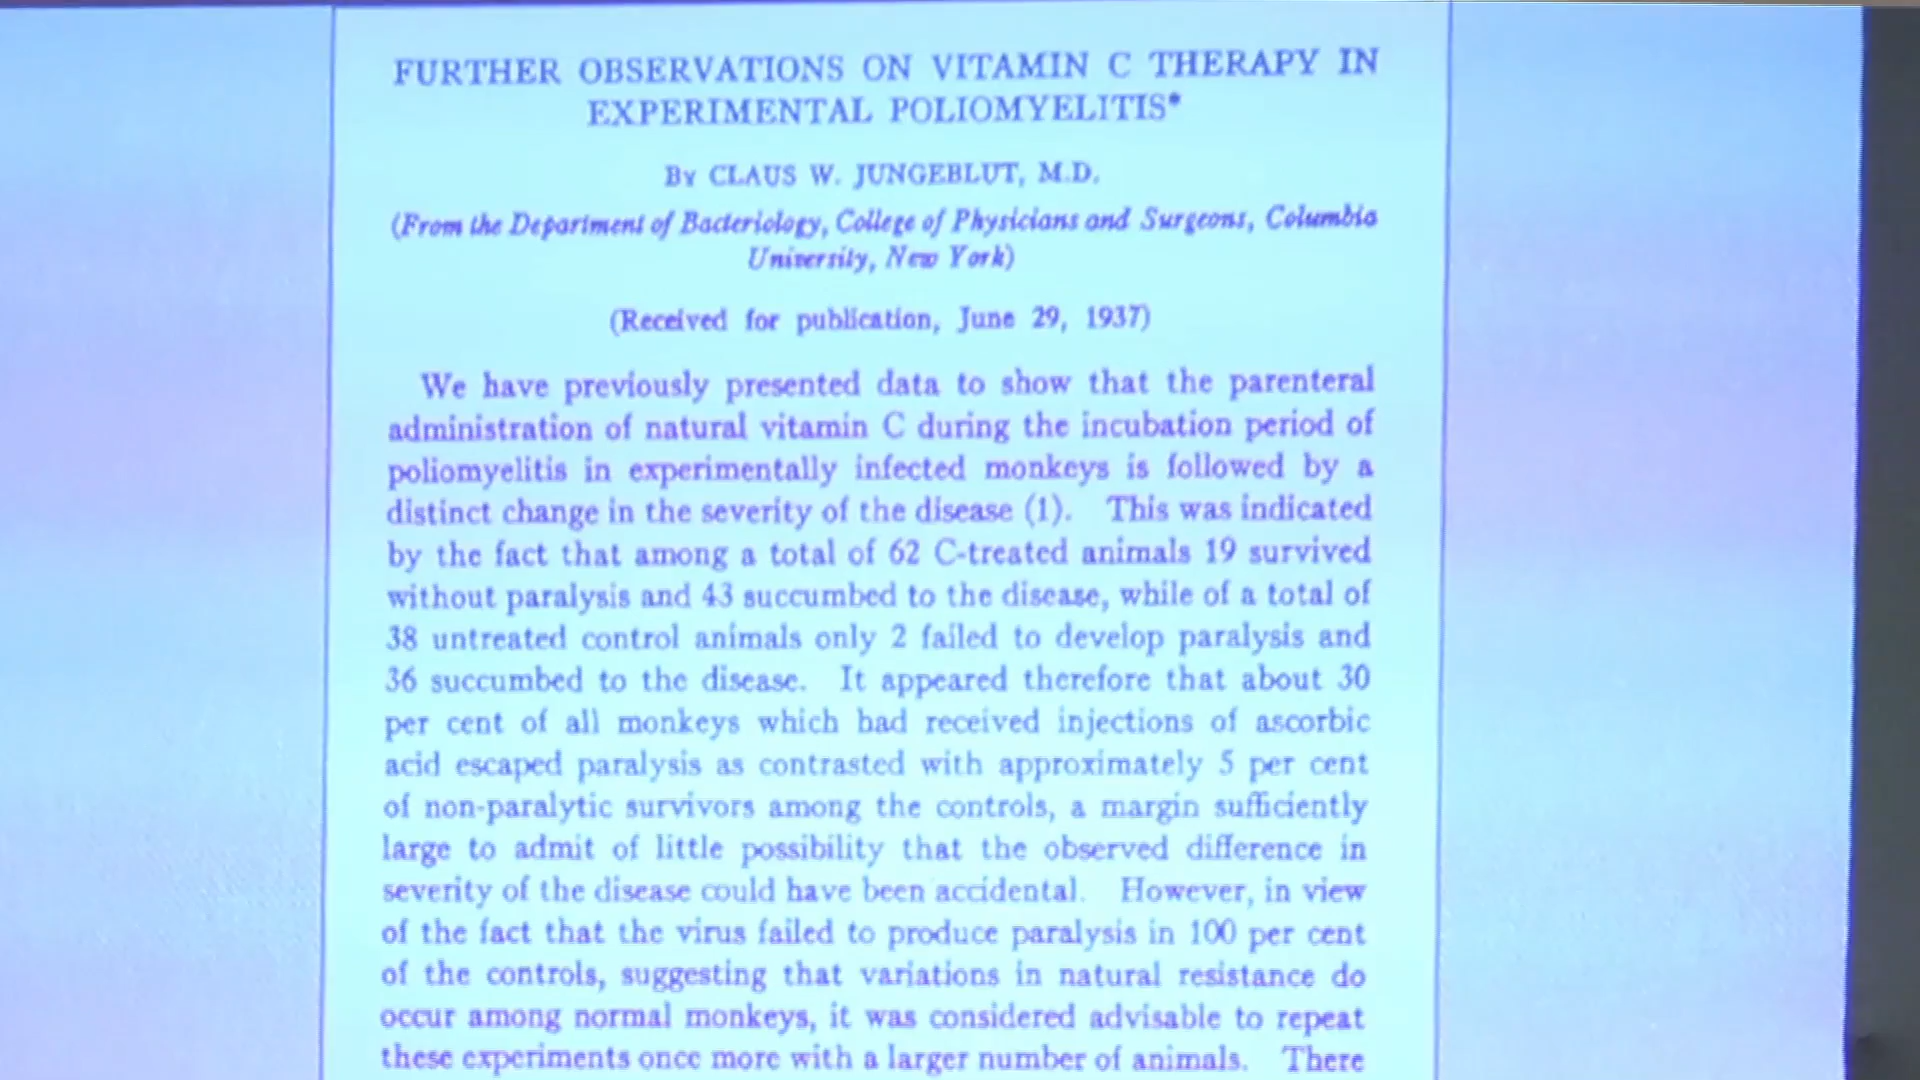 FURTHER OBSERVATIONS ON VITAMIN C THERAPY IN
EXPERIMENTAL POLIOMYELITIS*
By CLAUS W. JUNGEBLUT, M.D.
(From the Department of Bacteriology, College of Physicians and Surgeons, Columbia
University, New York)
(Received for publication, June 29, 1937)
We have previously presented data to show that the parenteral
administration of natural vitamin C during the incubation period of
poliomyelitis in experimentally infected monkeys is followed by a
distinct change in the severity of the disease (1). This was indicated
by the fact that among a total of 62 C-treated animals 19 survived
without paralysis and 43 succumbed to the disease, while of a total of
38 untreated control animals only 2 failed to develop paralysis and
36 succumbed to the disease. It appeared therefore that about 30
per cent of all monkeys which had received injections of ascorbic
acid escaped paralysis as contrasted with approximately 5 per cent
of non-paralytic survivors among the controls, a margin sufficiently
large to admit of little possibility that the observed difference in
severity of the disease could have been accidental. However, in view
of the fact that the virus failed to produce paralysis in 100 per cent
of the controls, suggesting that variations in natural resistance do
occur among normal monkeys, it was considered advisable to repeat
these experiments once more with a larger number of animals. There